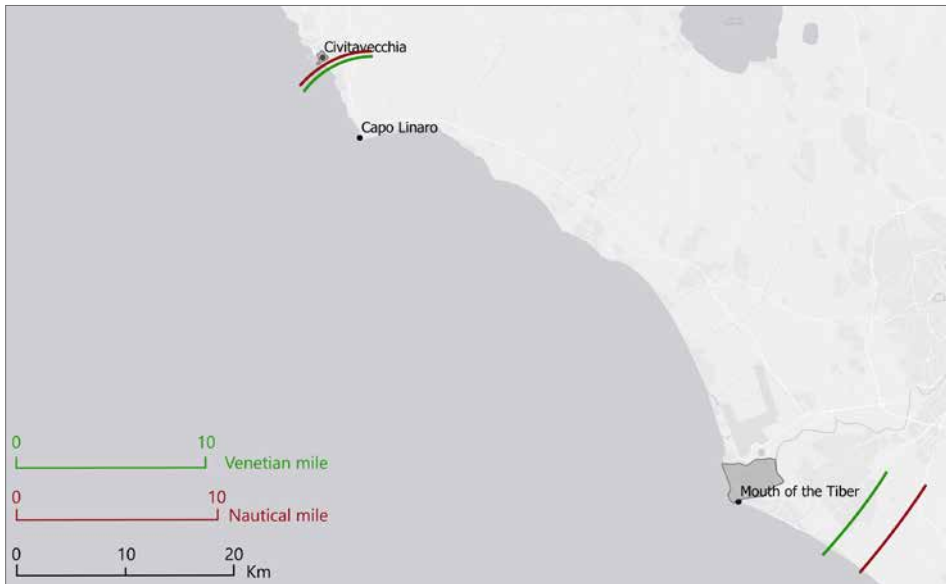 Civitavecchia
Capo Linaro
Mouth of the Tiber
0 10
Venetian mile
0 10
Nautical mile
0 10 20
Km